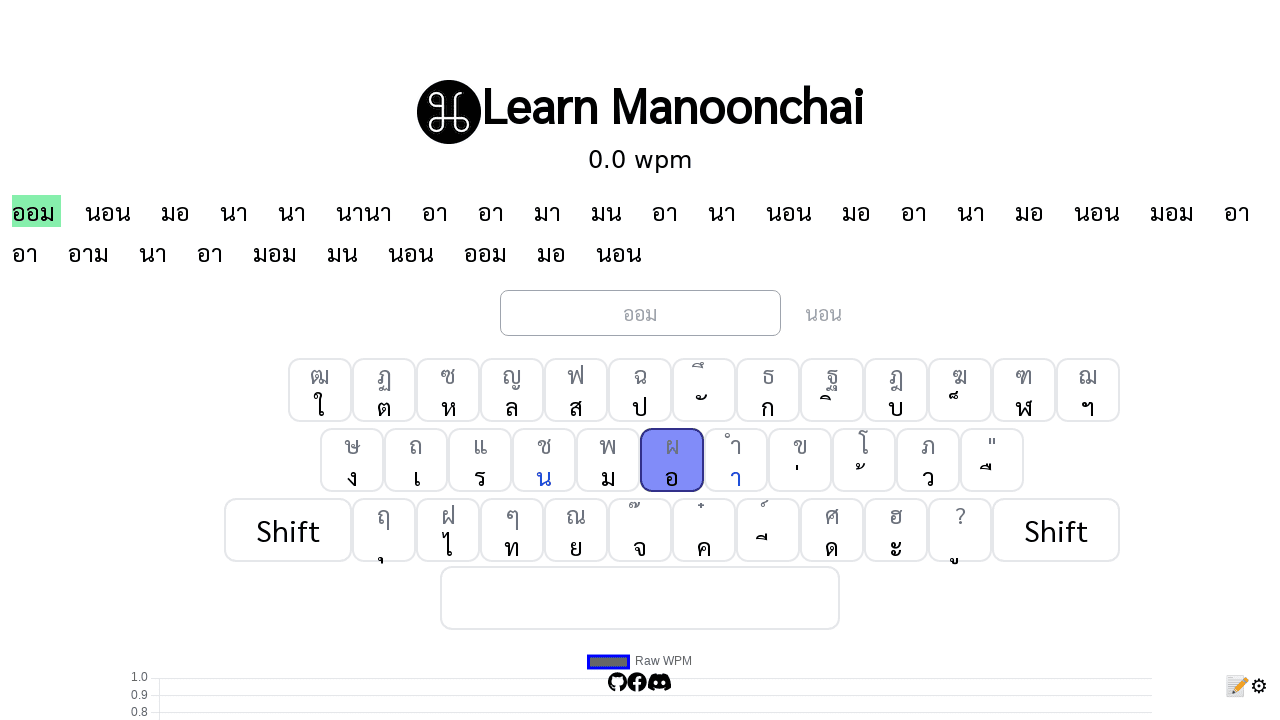 Learn Manoonchai
0.0 wpm
ออม นอน มอ นา นา นานา อา อา มา มน อา นา นอน มอ อา นา มอ นอน มอม อา
อา อาม นา อา มอม มน นอน ออม มอ นอน
ออม นอน
ฒ ฏ ซ ญ ฟ ฉ ึ ธ ฐ ฎ ฆ ฑ ฌ
ใ ต ห ล ส ป ั ก ิ บ ็ ฬ ฯ
ษ ถ แ ช พ ผ ำ ข โ ภ "
ง เ ร น ม อ า ่ ้ ว ื
Shift ฤ ฝ ๆ ณ ๊ ๋ ์ ศ ฮ ? Shift
ุ ไ ท ย จ ค ี ด ะ ู
Raw WPM
1.0
0.9
0.8